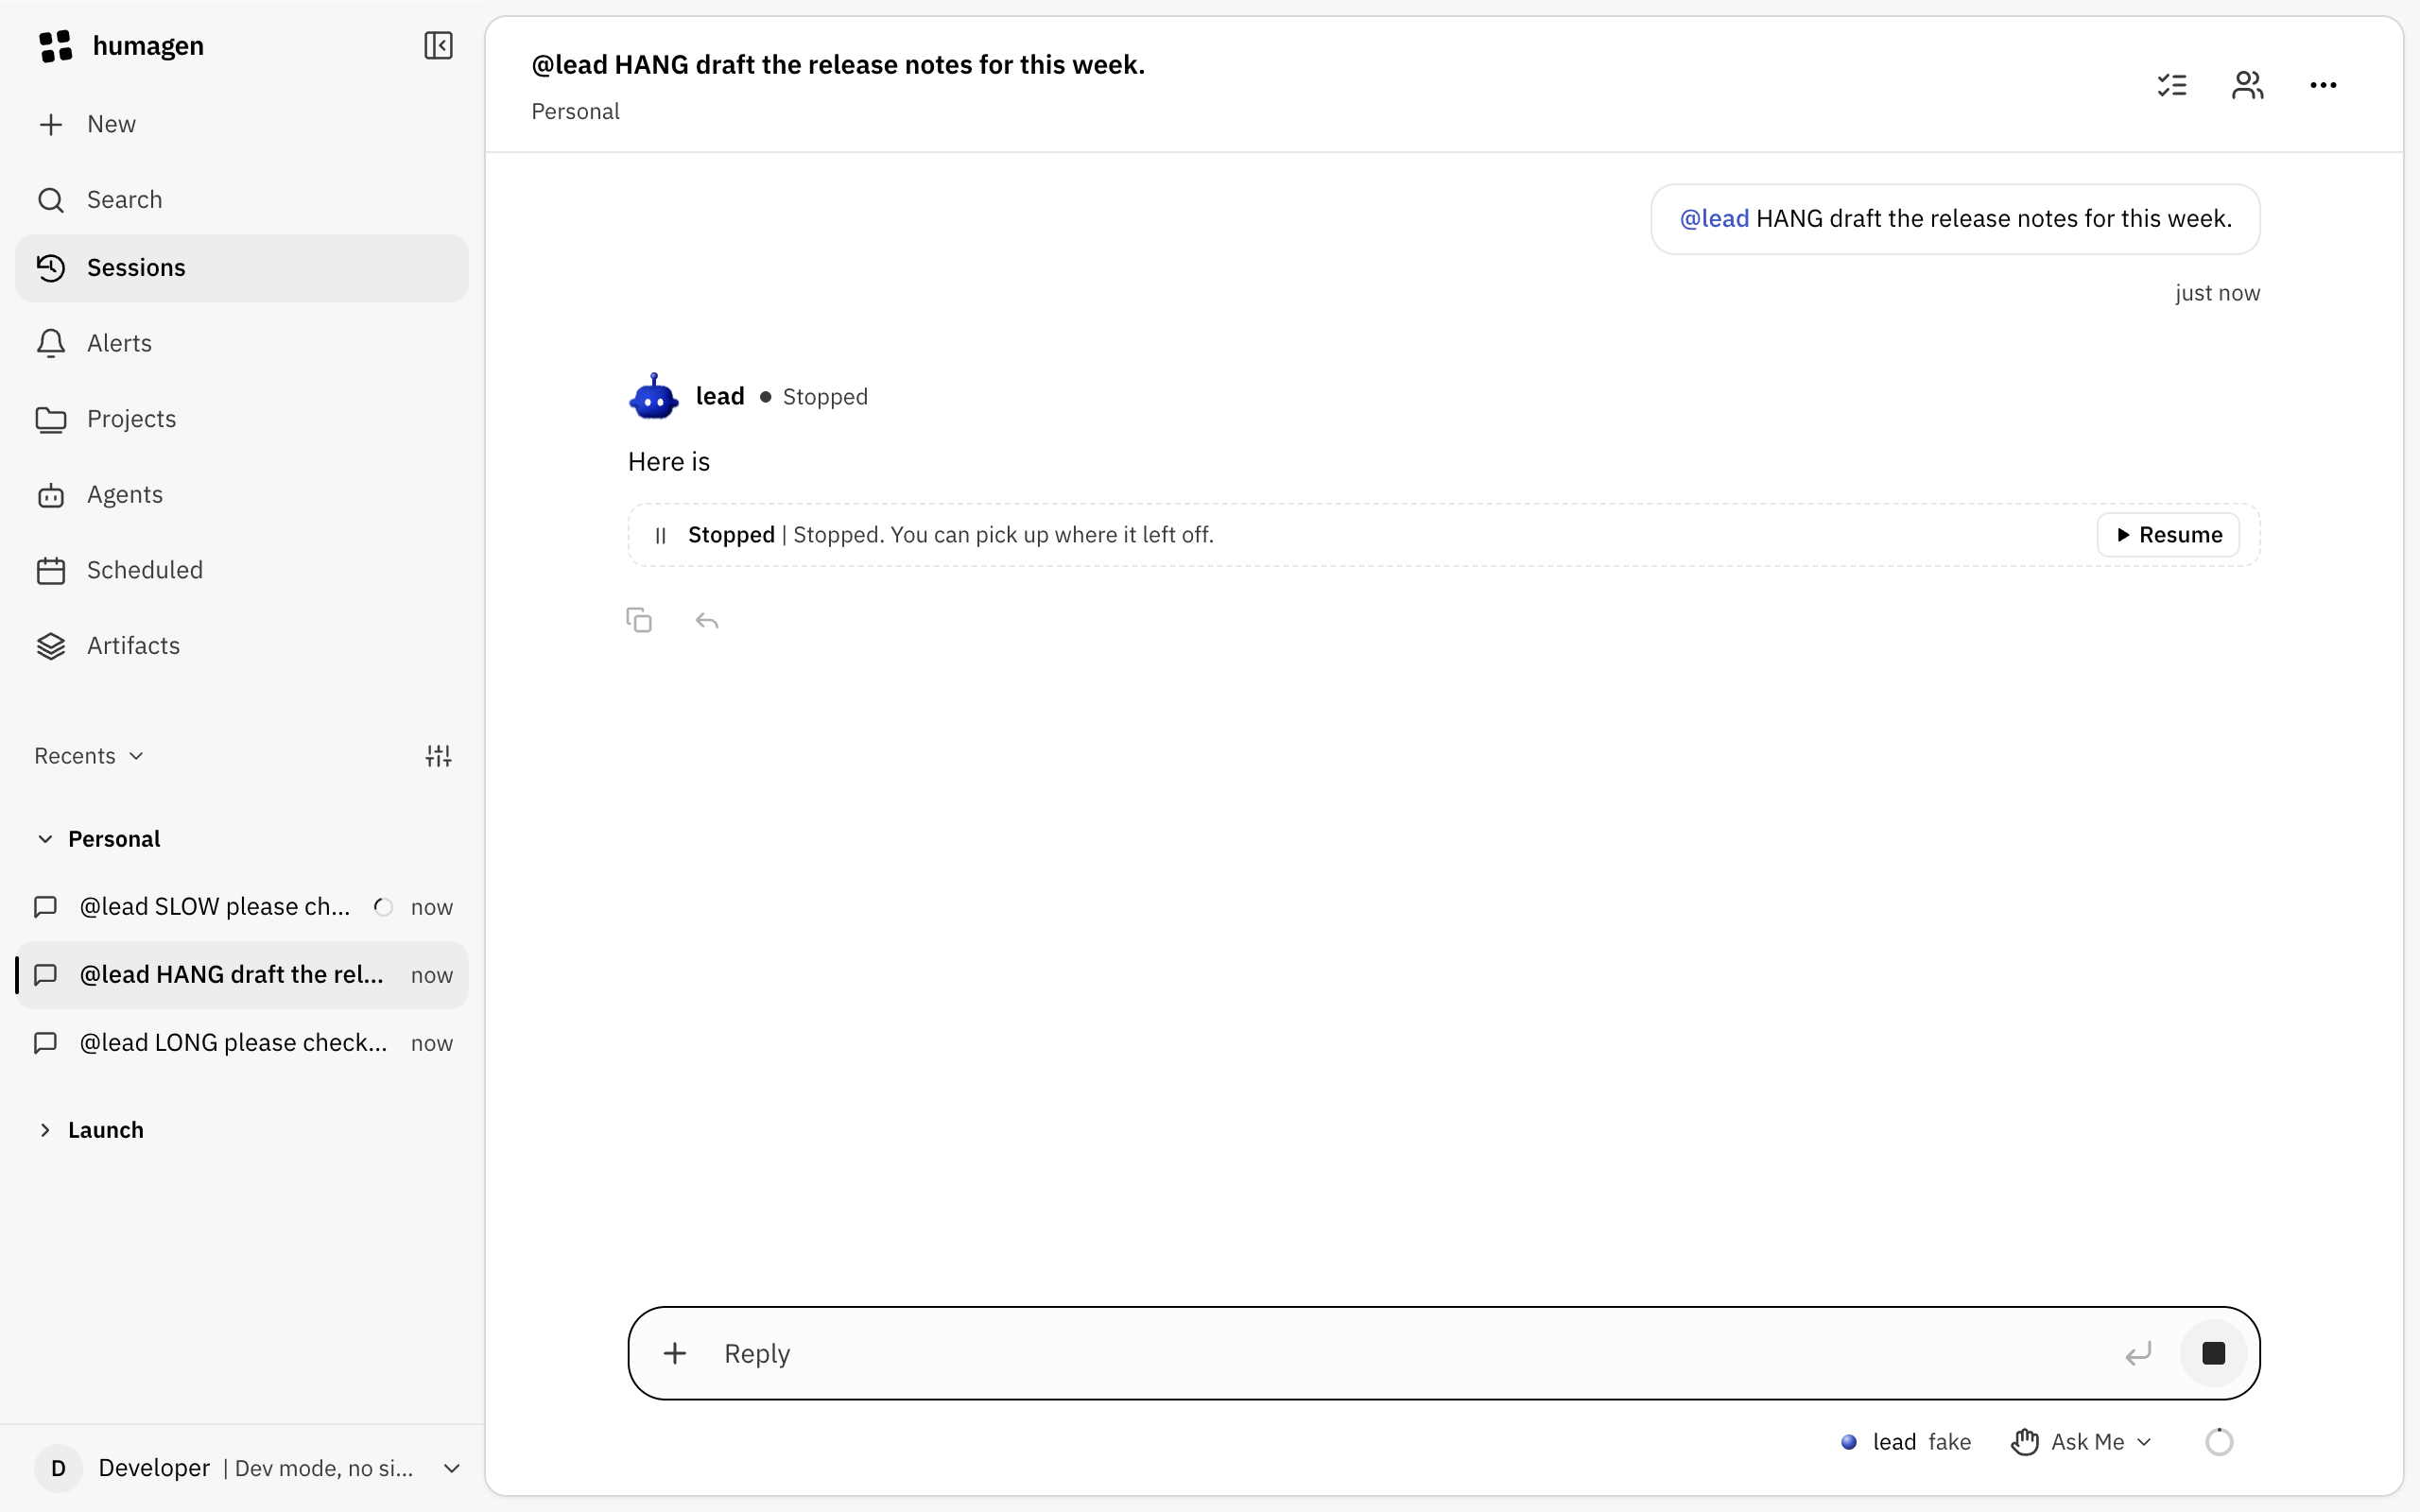 humagen
New
Search
Sessions
Alerts
Projects
Agents
Scheduled
Artifacts
Recents
Personal
@lead SLOW please ch... now
@lead HANG draft the rel... now
@lead LONG please check... now
Launch
D Developer | Dev mode, no si...
@lead HANG draft the release notes for this week.
Personal
@lead HANG draft the release notes for this week.
just now
lead Stopped
Here is
Stopped | Stopped. You can pick up where it left off. Resume
Reply
lead fake Ask Me